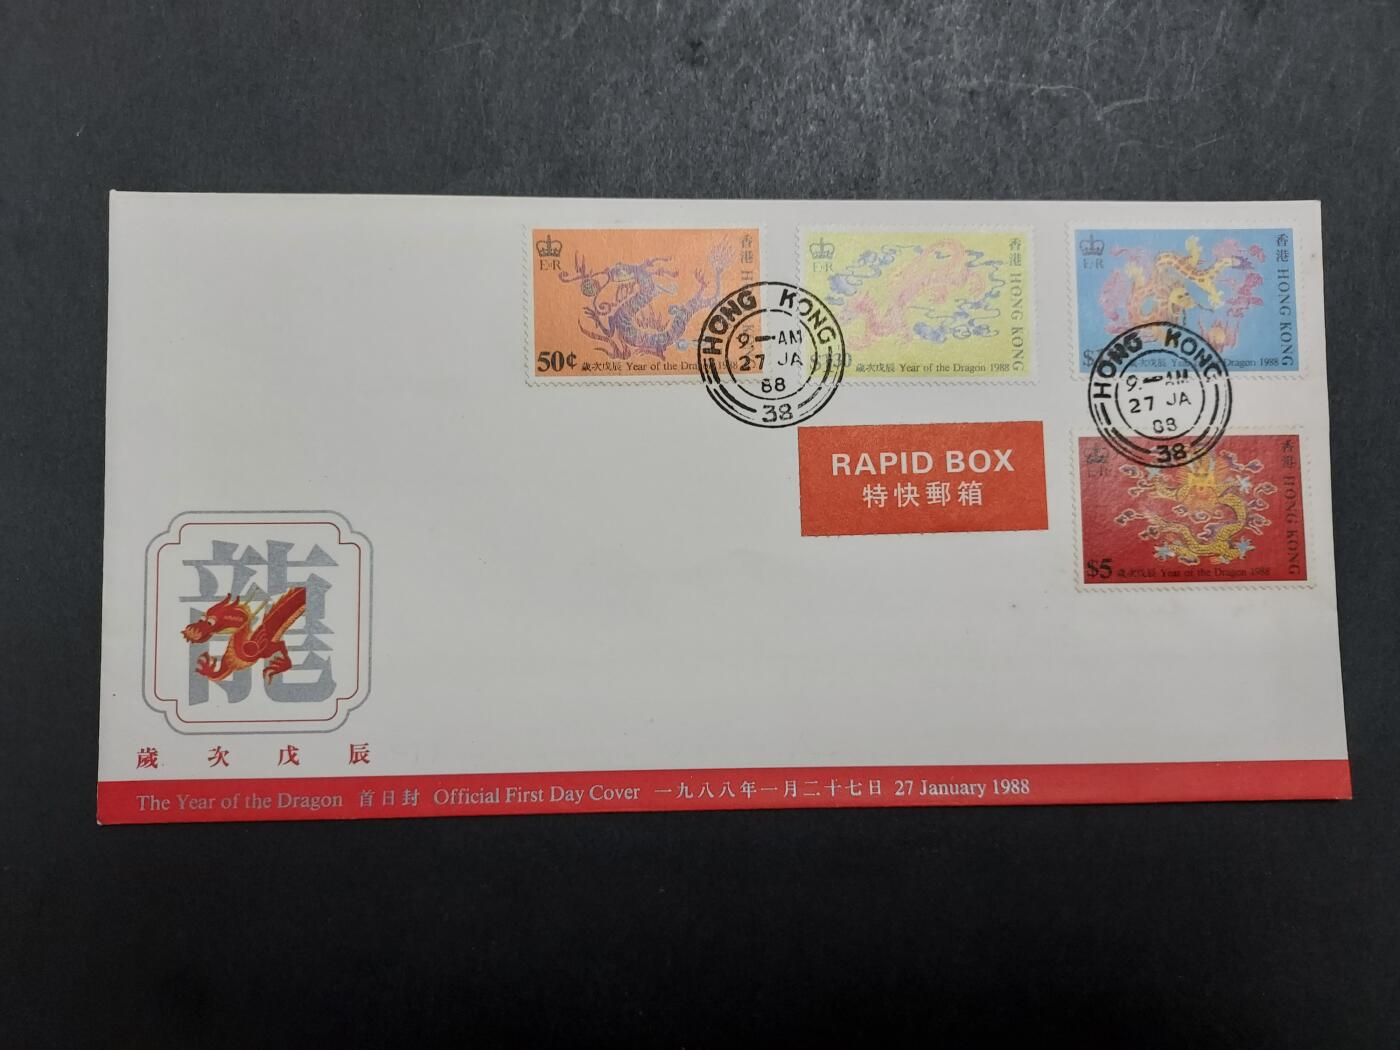 E R
香港 HONG KONG
50¢ 歲次戊辰 Year of the Dragon 1988
E R
香港 HONG KONG
歲次戊辰 Year of the Dragon 1988
E R
香港 HONG KONG
歲次戊辰 Year of the Dragon 1988
HONG KONG
9 — AM
27 JA
88
38
HONG KONG
9 — AM
27 JA
88
38
RAPID BOX
特快郵箱
E R
香港 HONG KONG
$5 歲次戊辰 Year of the Dragon 1988
龍
歲次戊辰
The Year of the Dragon 首日封 Official First Day Cover 一九八八年一月二十七日 27 January 1988